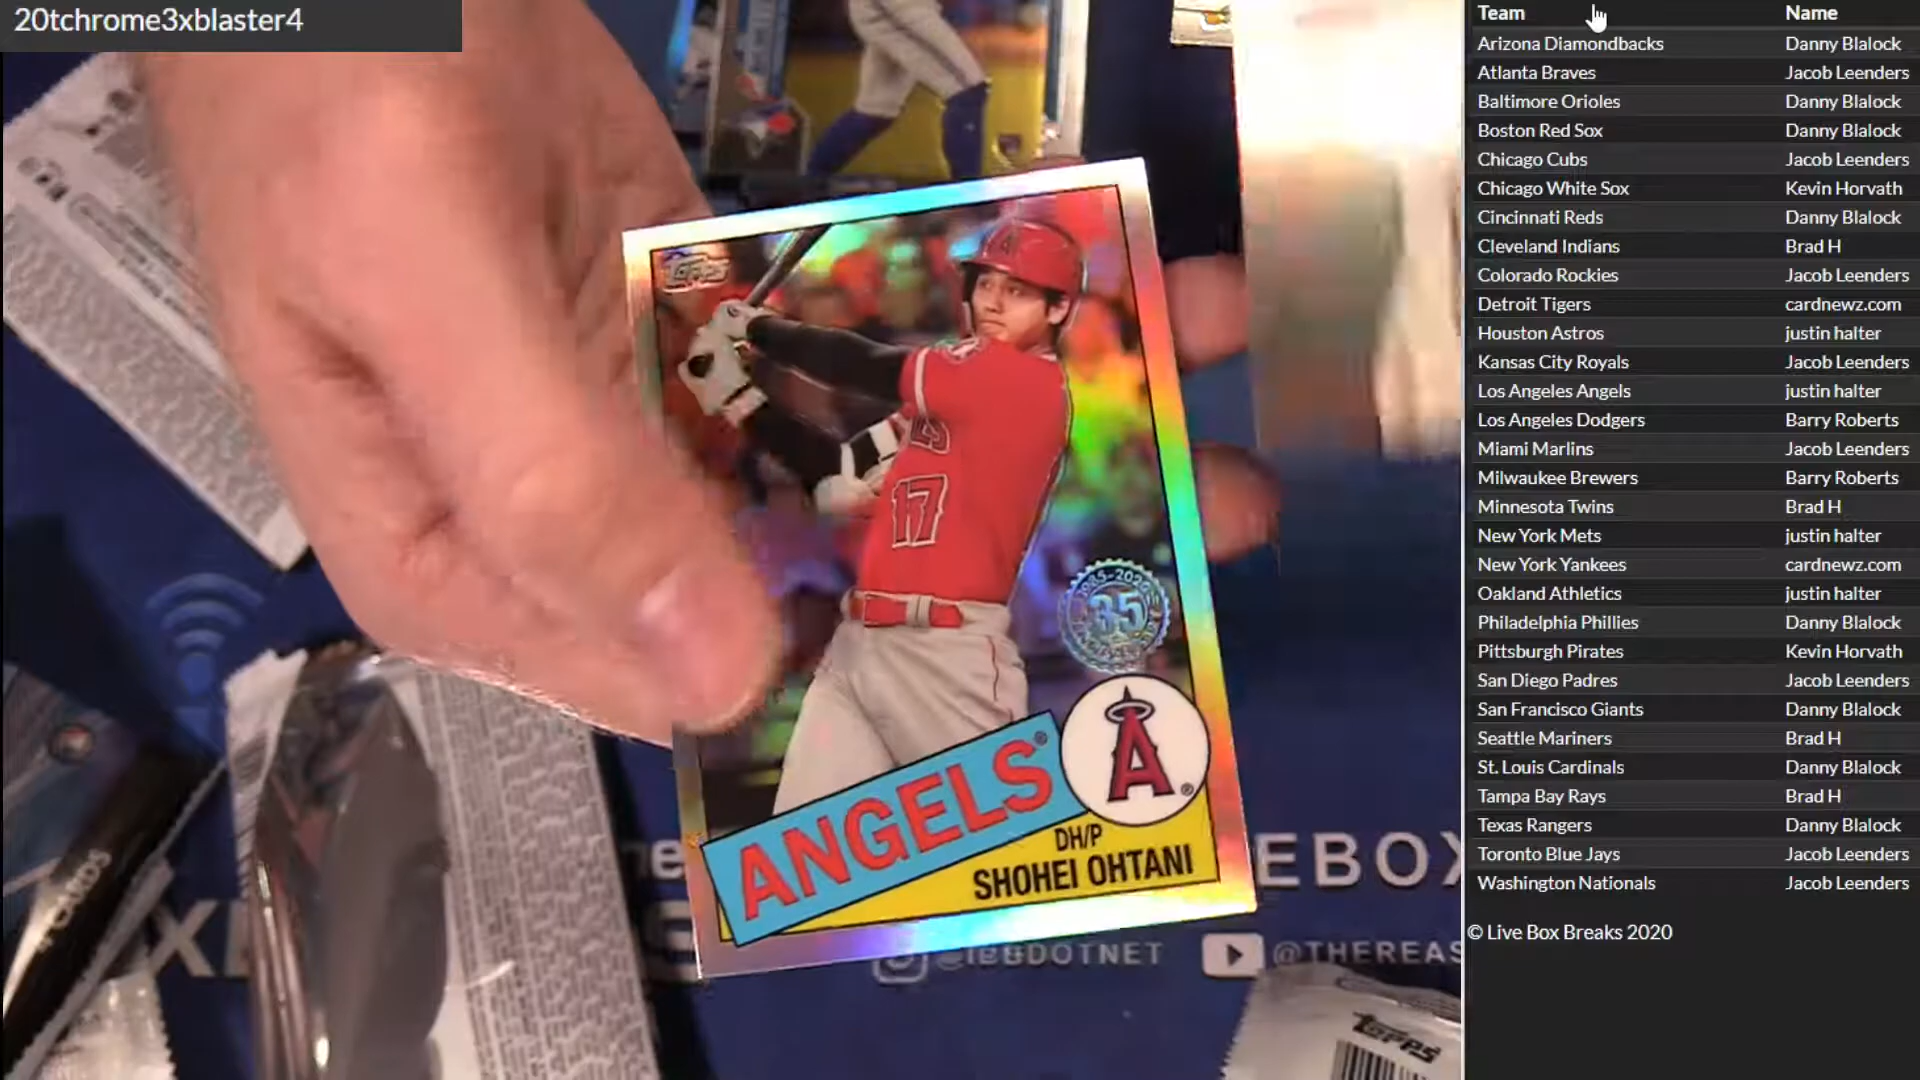 20tchrome3xblaster4
Team Name
Arizona Diamondbacks Danny Blalock
Atlanta Braves Jacob Leenders
Baltimore Orioles Danny Blalock
Boston Red Sox Danny Blalock
Chicago Cubs Jacob Leenders
Chicago White Sox Kevin Horvath
Cincinnati Reds Danny Blalock
Cleveland Indians Brad H
Colorado Rockies Jacob Leenders
Detroit Tigers cardnewz.com
Houston Astros justin halter
Kansas City Royals Jacob Leenders
Los Angeles Angels justin halter
Los Angeles Dodgers Barry Roberts
Miami Marlins Jacob Leenders
Milwaukee Brewers Barry Roberts
Minnesota Twins Brad H
New York Mets justin halter
New York Yankees cardnewz.com
Oakland Athletics justin halter
Philadelphia Phillies Danny Blalock
Pittsburgh Pirates Kevin Horvath
San Diego Padres Jacob Leenders
San Francisco Giants Danny Blalock
Seattle Mariners Brad H
St. Louis Cardinals Danny Blalock
Tampa Bay Rays Brad H
Texas Rangers Danny Blalock
Toronto Blue Jays Jacob Leenders
Washington Nationals Jacob Leenders
© Live Box Breaks 2020
Topps
A
17
1985-2020
35
A
ANGELS®
DH/P
SHOHEI OHTANI
EBO
DOTNET
@THEREAS
CARDS
Topps